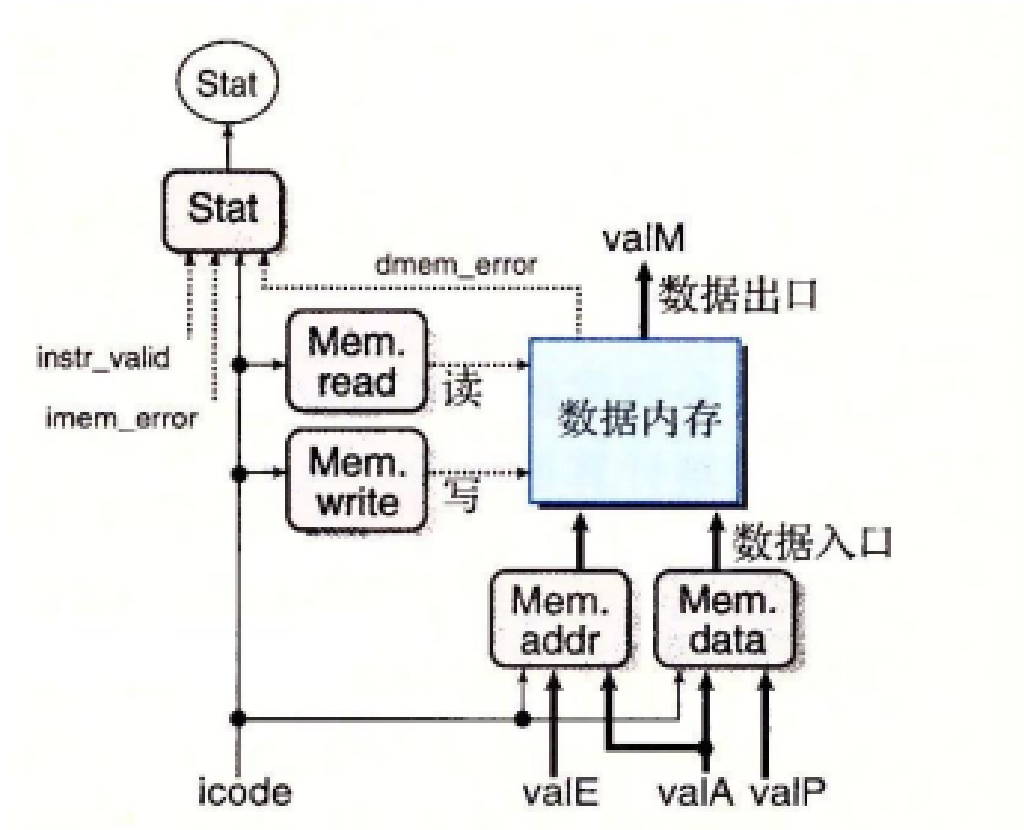 Stat
Stat
valM
dmem_error
数据出口
Mem.
read
读
instr_valid
imem_error
数据内存
Mem.
write
写
数据入口
Mem.
addr
Mem.
data
icode
valE
valA
valP